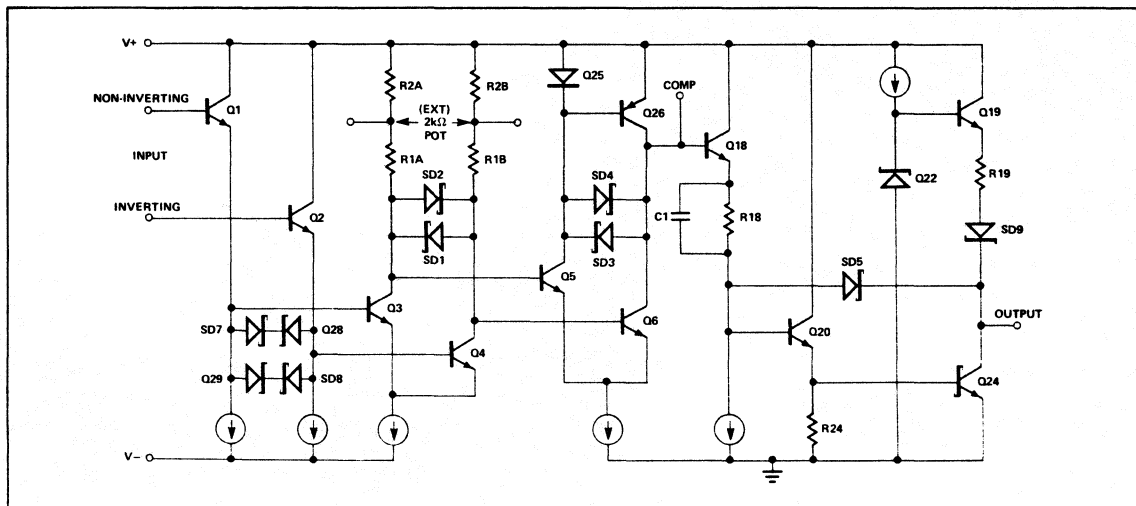 V+
NON-INVERTING
INPUT
INVERTING
V−
Q1
Q2
R2A
R2B
(EXT)
2kΩ
POT
R1A
R1B
SD2
SD1
Q3
Q4
SD7
Q28
Q29
SD8
Q25
Q26
COMP
SD4
SD3
Q5
Q6
Q18
C1
R18
SD5
Q20
R24
Q22
Q19
R19
SD9
OUTPUT
Q24